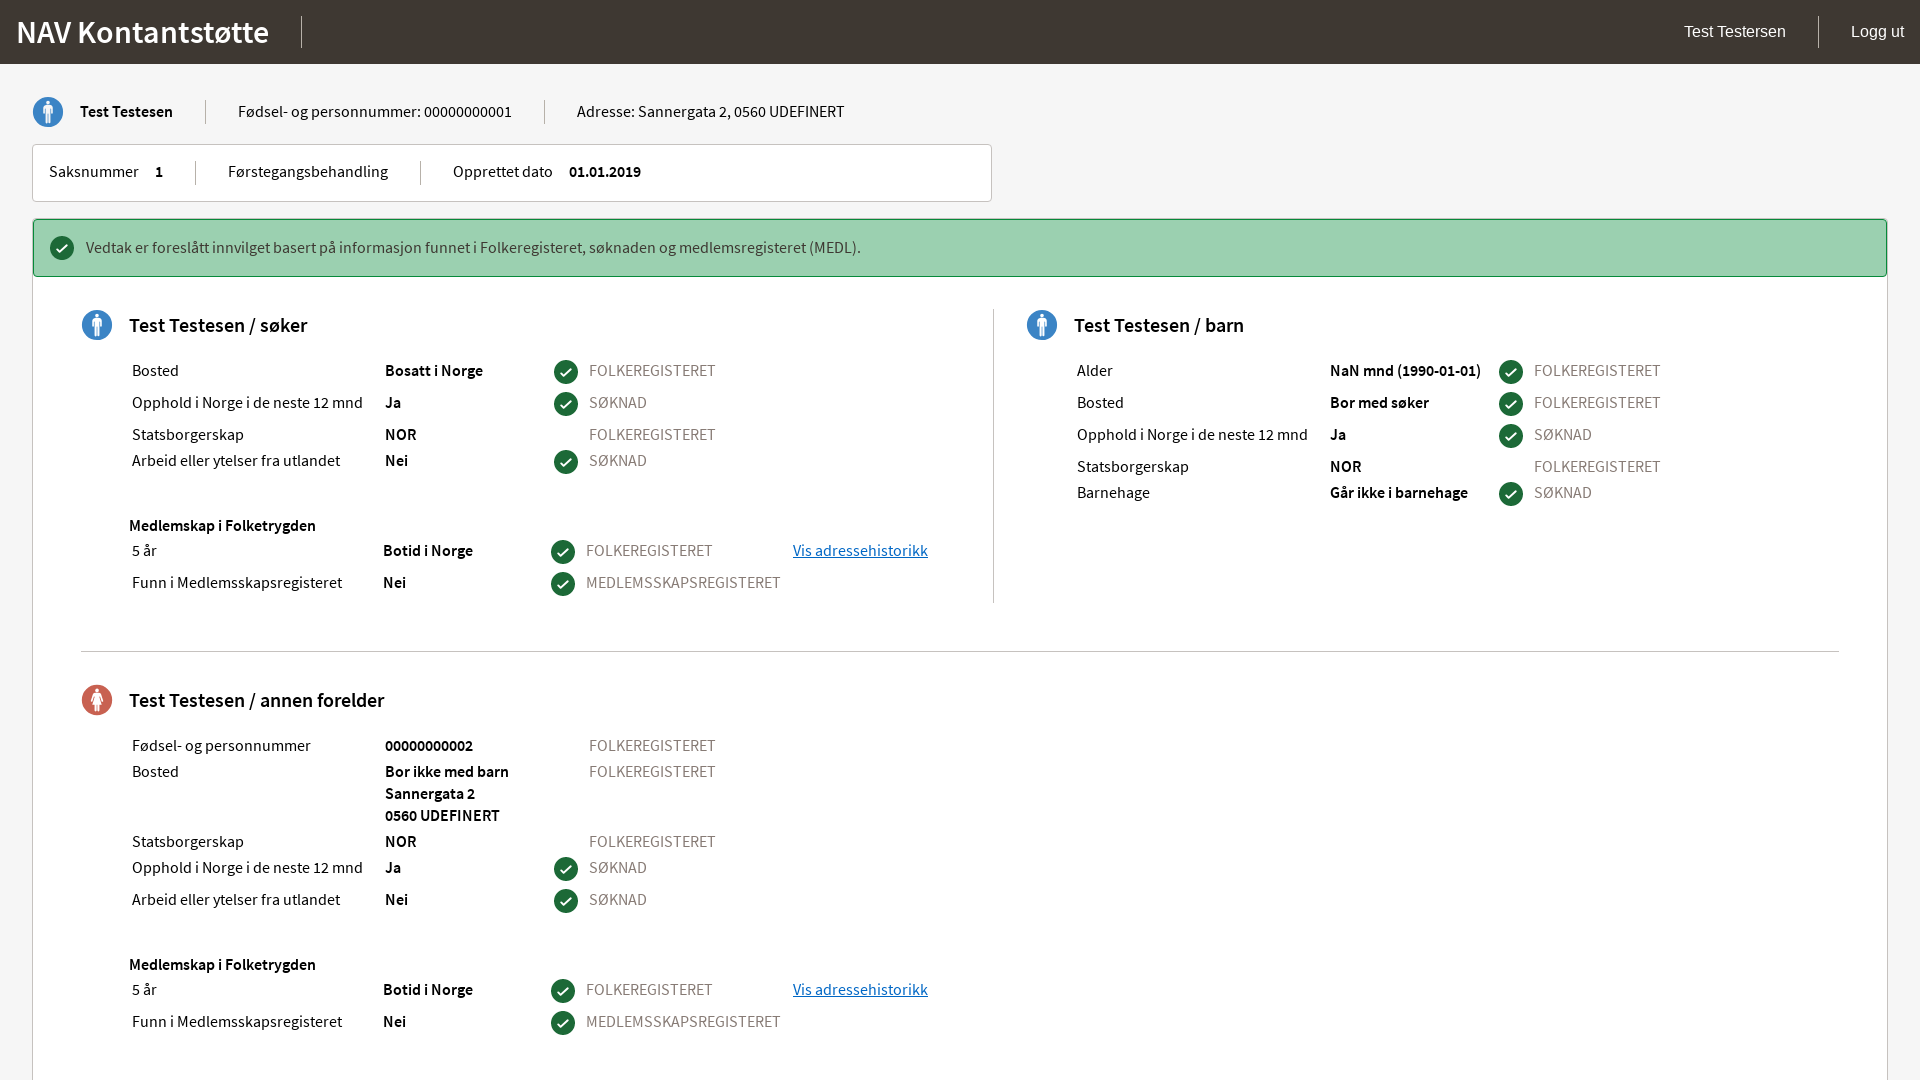 NAV Kontantstøtte
Test Testersen
Logg ut
Test Testesen
Fødsel- og personnummer: 00000000001
Adresse: Sannergata 2, 0560 UDEFINERT
Saksnummer 1
Førstegangsbehandling
Opprettet dato 01.01.2019
Vedtak er foreslått innvilget basert på informasjon funnet i Folkeregisteret, søknaden og medlemsregisteret (MEDL).
Test Testesen / søker
Bosted Bosatt i Norge FOLKEREGISTERET
Opphold i Norge i de neste 12 mnd Ja SØKNAD
Statsborgerskap NOR FOLKEREGISTERET
Arbeid eller ytelser fra utlandet Nei SØKNAD
Medlemskap i Folketrygden
5 år Botid i Norge FOLKEREGISTERET Vis adressehistorikk
Funn i Medlemsskapsregisteret Nei MEDLEMSSKAPSREGISTERET
Test Testesen / barn
Alder NaN mnd (1990-01-01) FOLKEREGISTERET
Bosted Bor med søker FOLKEREGISTERET
Opphold i Norge i de neste 12 mnd Ja SØKNAD
Statsborgerskap NOR FOLKEREGISTERET
Barnehage Går ikke i barnehage SØKNAD
Test Testesen / annen forelder
Fødsel- og personnummer 00000000002 FOLKEREGISTERET
Bosted Bor ikke med barn FOLKEREGISTERET
Sannergata 2
0560 UDEFINERT
Statsborgerskap NOR FOLKEREGISTERET
Opphold i Norge i de neste 12 mnd Ja SØKNAD
Arbeid eller ytelser fra utlandet Nei SØKNAD
Medlemskap i Folketrygden
5 år Botid i Norge FOLKEREGISTERET Vis adressehistorikk
Funn i Medlemsskapsregisteret Nei MEDLEMSSKAPSREGISTERET